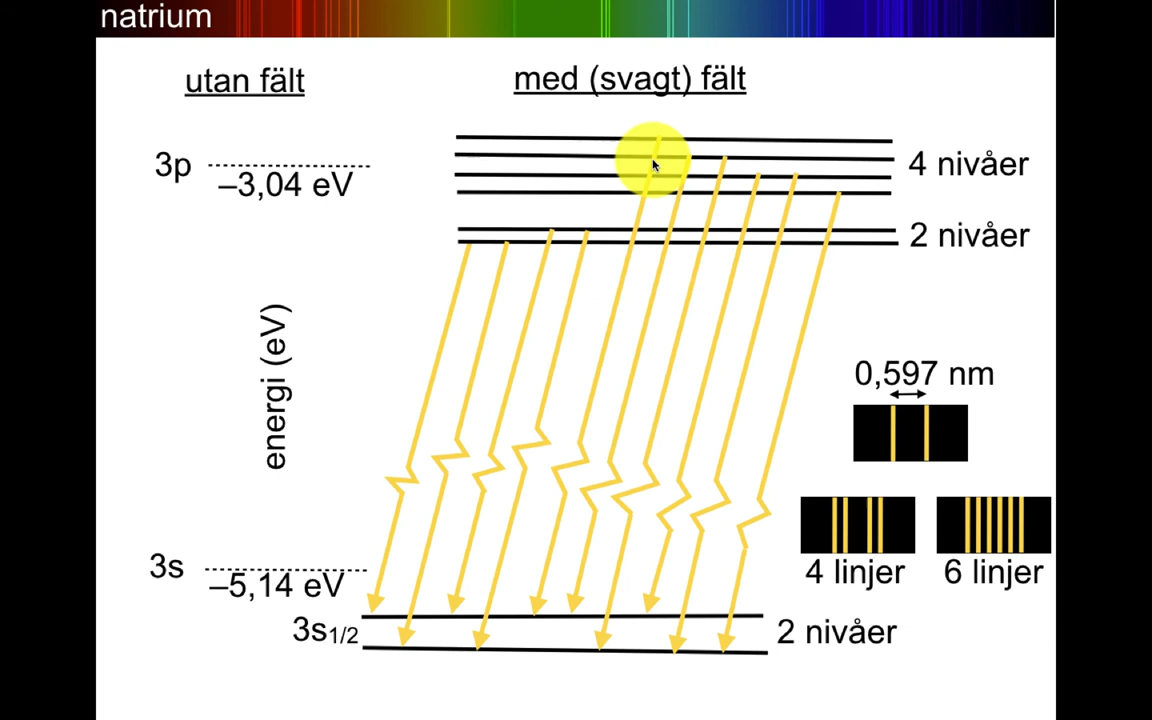 natrium
utan fält
med (svagt) fält
3p
–3,04 eV
4 nivåer
2 nivåer
energi (eV)
0,597 nm
4 linjer
6 linjer
3s
–5,14 eV
3s1/2
2 nivåer